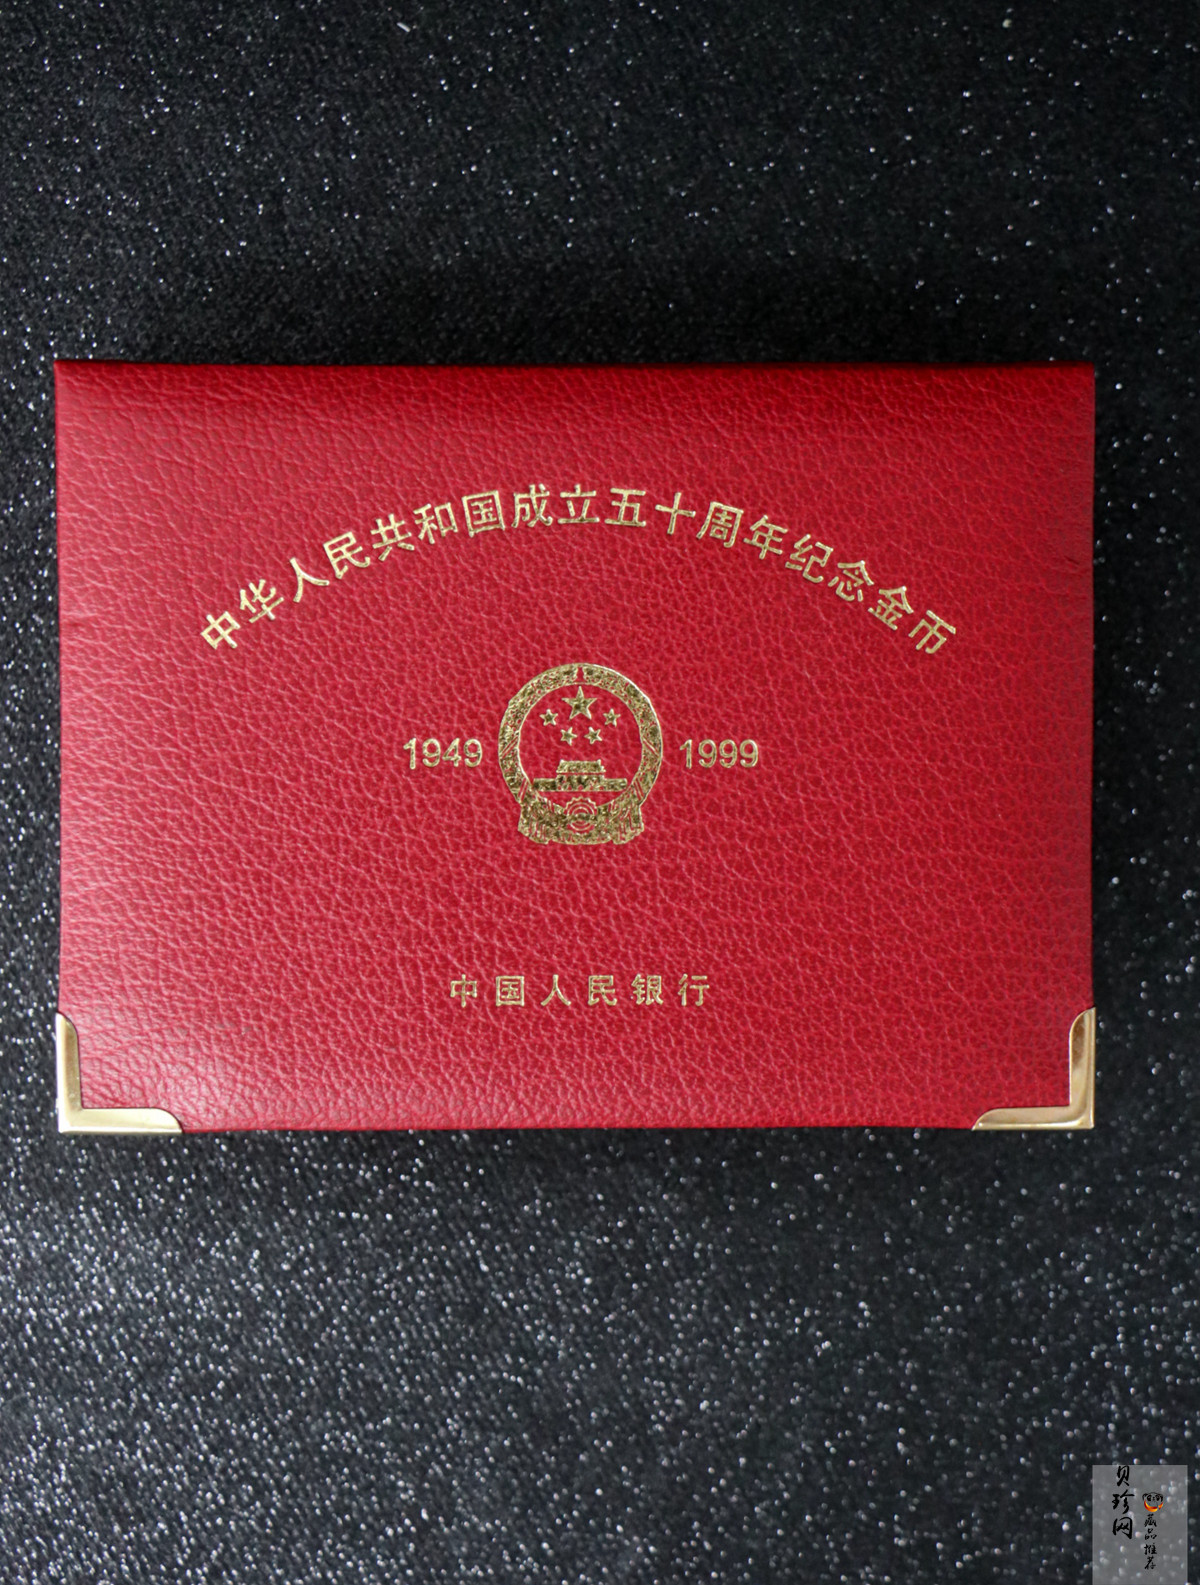 中华人民共和国成立五十周年纪念金币
1949 1999
中国人民银行
贝珍网
藏品推荐